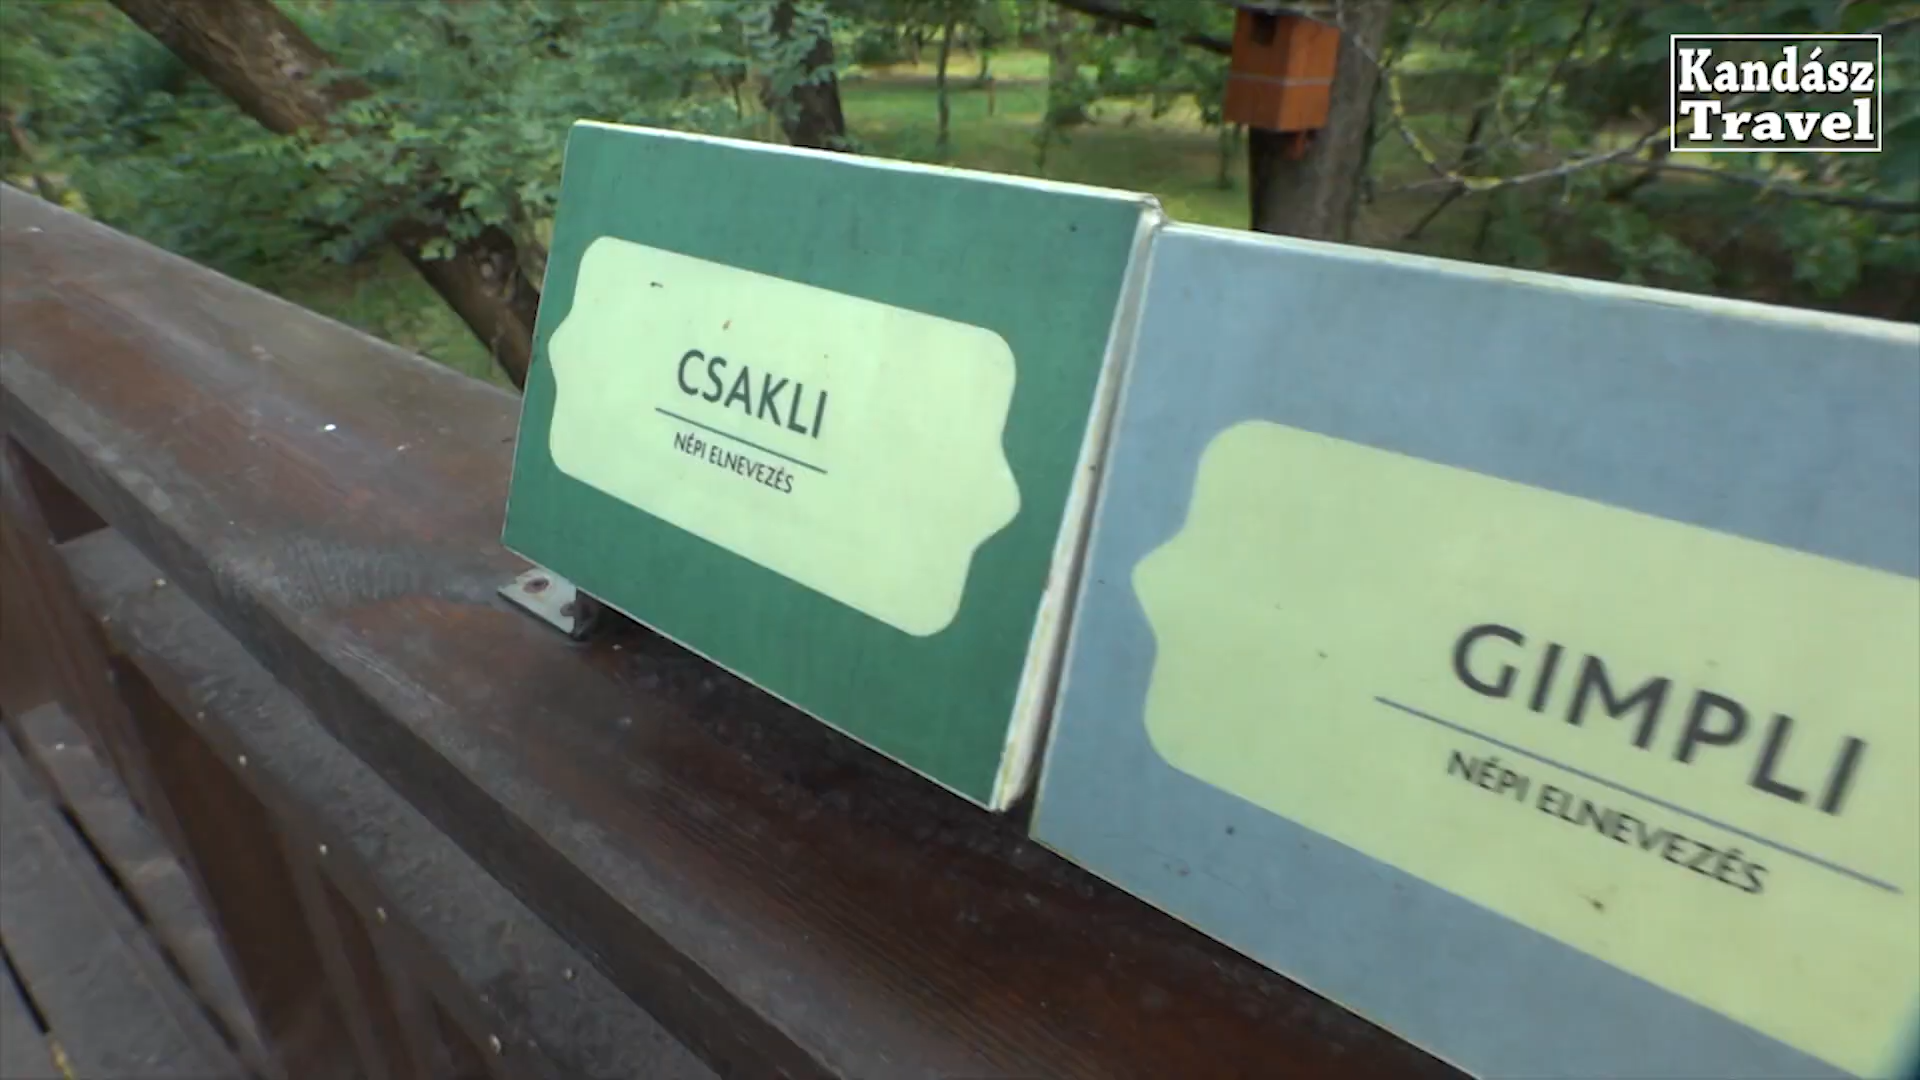 Kandász
Travel
CSAKLI
NÉPI ELNEVEZÉS
GIMPLI
NÉPI ELNEVEZÉS